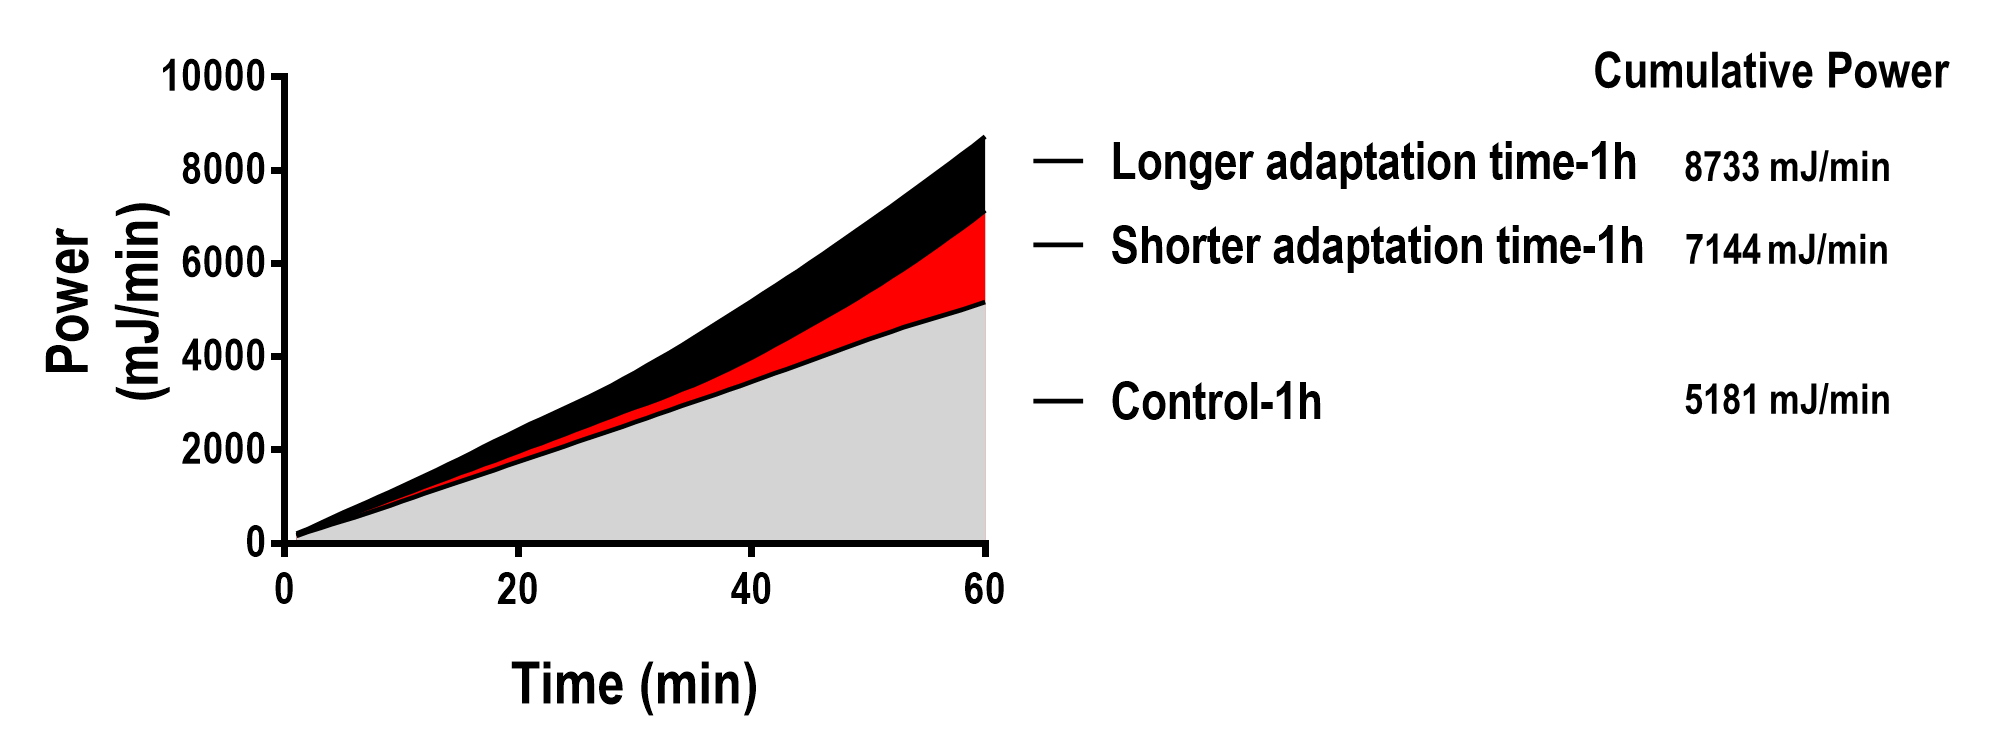 Cumulative Power
10000
8000
6000
4000
2000
0
Power
(mJ/min)
Longer adaptation time-1h 8733 mJ/min
Shorter adaptation time-1h 7144 mJ/min
Control-1h 5181 mJ/min
0 20 40 60
Time (min)